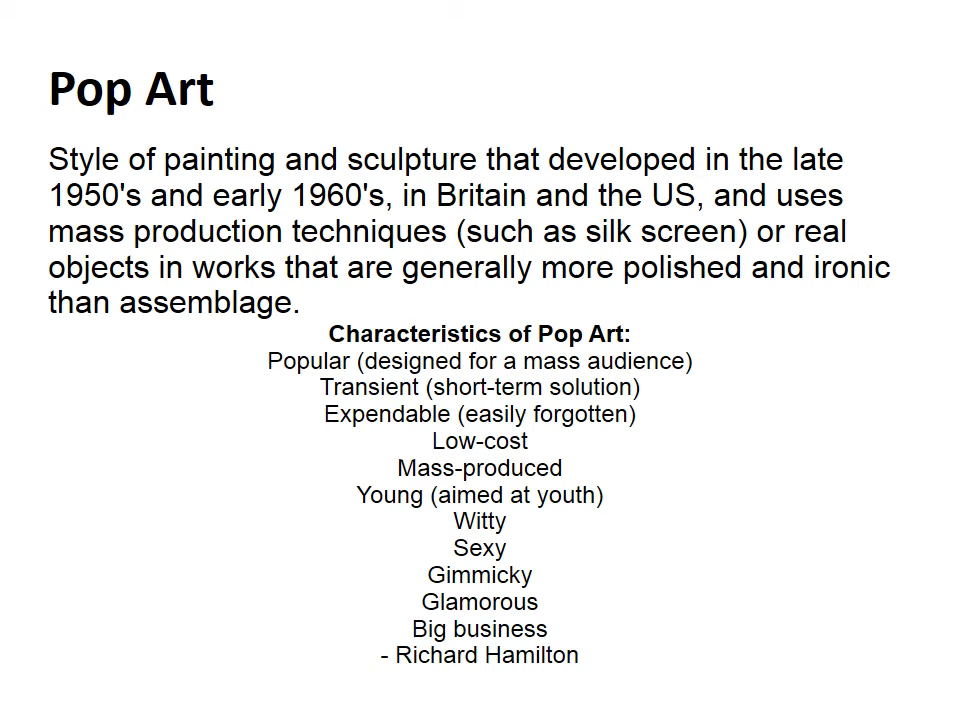 Pop Art
Style of painting and sculpture that developed in the late
1950's and early 1960's, in Britain and the US, and uses
mass production techniques (such as silk screen) or real
objects in works that are generally more polished and ironic
than assemblage.
Characteristics of Pop Art:
Popular (designed for a mass audience)
Transient (short-term solution)
Expendable (easily forgotten)
Low-cost
Mass-produced
Young (aimed at youth)
Witty
Sexy
Gimmicky
Glamorous
Big business
- Richard Hamilton